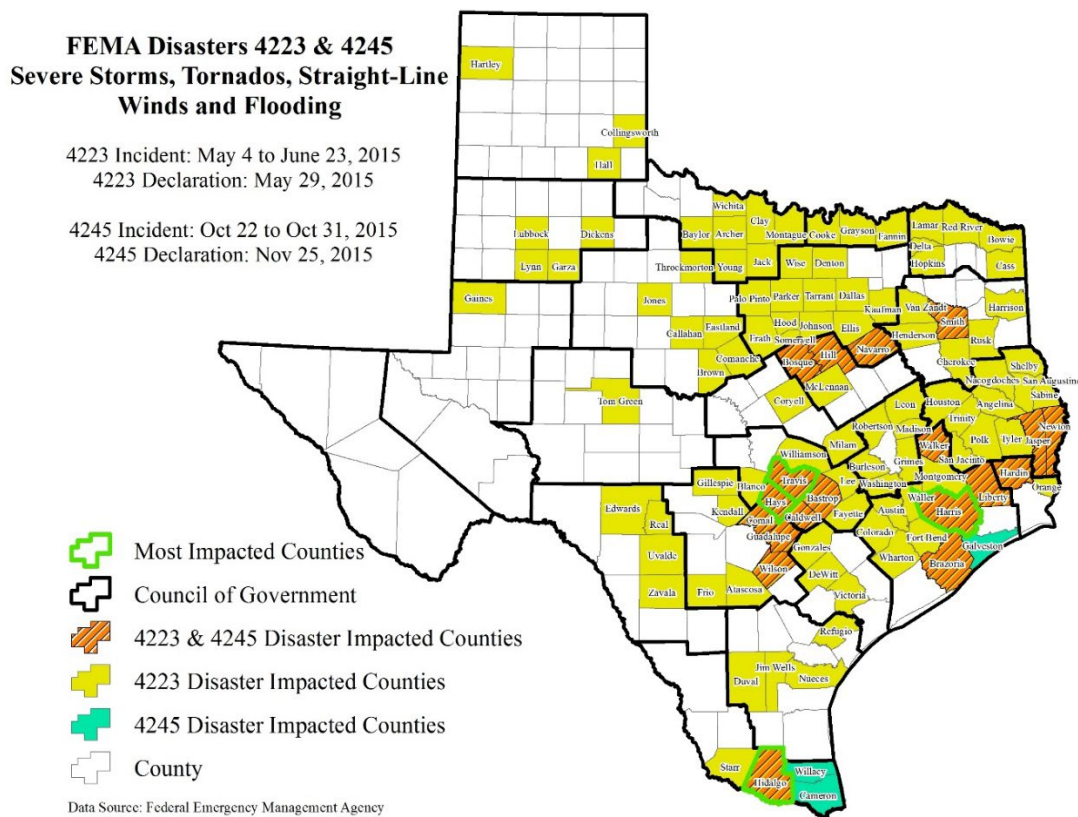 FEMA Disasters 4223 & 4245
Severe Storms, Tornados, Straight-Line
Winds and Flooding
4223 Incident: May 4 to June 23, 2015
4223 Declaration: May 29, 2015
4245 Incident: Oct 22 to Oct 31, 2015
4245 Declaration: Nov 25, 2015
Hartley
Collingsworth
Hall
Wichita
Clay
Lubbock
Dickens
Baylor
Archer
Montague
Cooke
Grayson
Fannin
Lamar
Red River
Bowie
Delta
Hopkins
Cass
Lynn
Garza
Throckmorton
Young
Jack
Wise
Denton
Gaines
Jones
Palo Pinto
Parker
Tarrant
Dallas
Kaufman
Van Zandt
Smith
Harrison
Callahan
Eastland
Erath
Hood
Johnson
Somervell
Ellis
Henderson
Rusk
Navarro
Hill
Bosque
Cherokee
Comanche
Brown
Shelby
Nacogdoches
San Augustine
Sabine
McLennan
Coryell
Tom Green
Leon
Houston
Angelina
Trinity
Newton
Robertson
Madison
Polk
Tyler
Jasper
Walker
Milam
Williamson
Burleson
Grimes
San Jacinto
Hardin
Washington
Montgomery
Orange
Liberty
Gillespie
Blanco
Travis
Lee
Hays
Bastrop
Waller
Harris
Austin
Edwards
Real
Kendall
Comal
Caldwell
Fayette
Guadalupe
Colorado
Fort Bend
Galveston
Uvalde
Gonzales
Wharton
Brazoria
Wilson
Zavala
Frio
Atascosa
DeWitt
Victoria
Refugio
Duval
Jim Wells
Nueces
Starr
Hidalgo
Willacy
Cameron
Most Impacted Counties
Council of Government
4223 & 4245 Disaster Impacted Counties
4223 Disaster Impacted Counties
4245 Disaster Impacted Counties
County
Data Source: Federal Emergency Management Agency